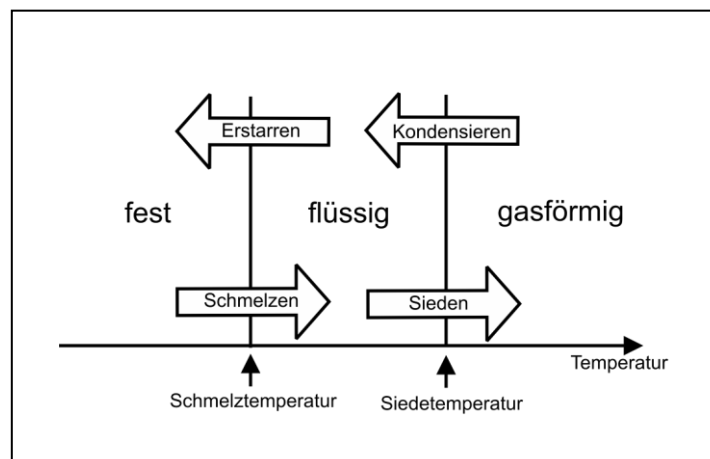 Erstarren
Kondensieren
fest
flüssig
gasförmig
Schmelzen
Sieden
Temperatur
Schmelztemperatur
Siedetemperatur